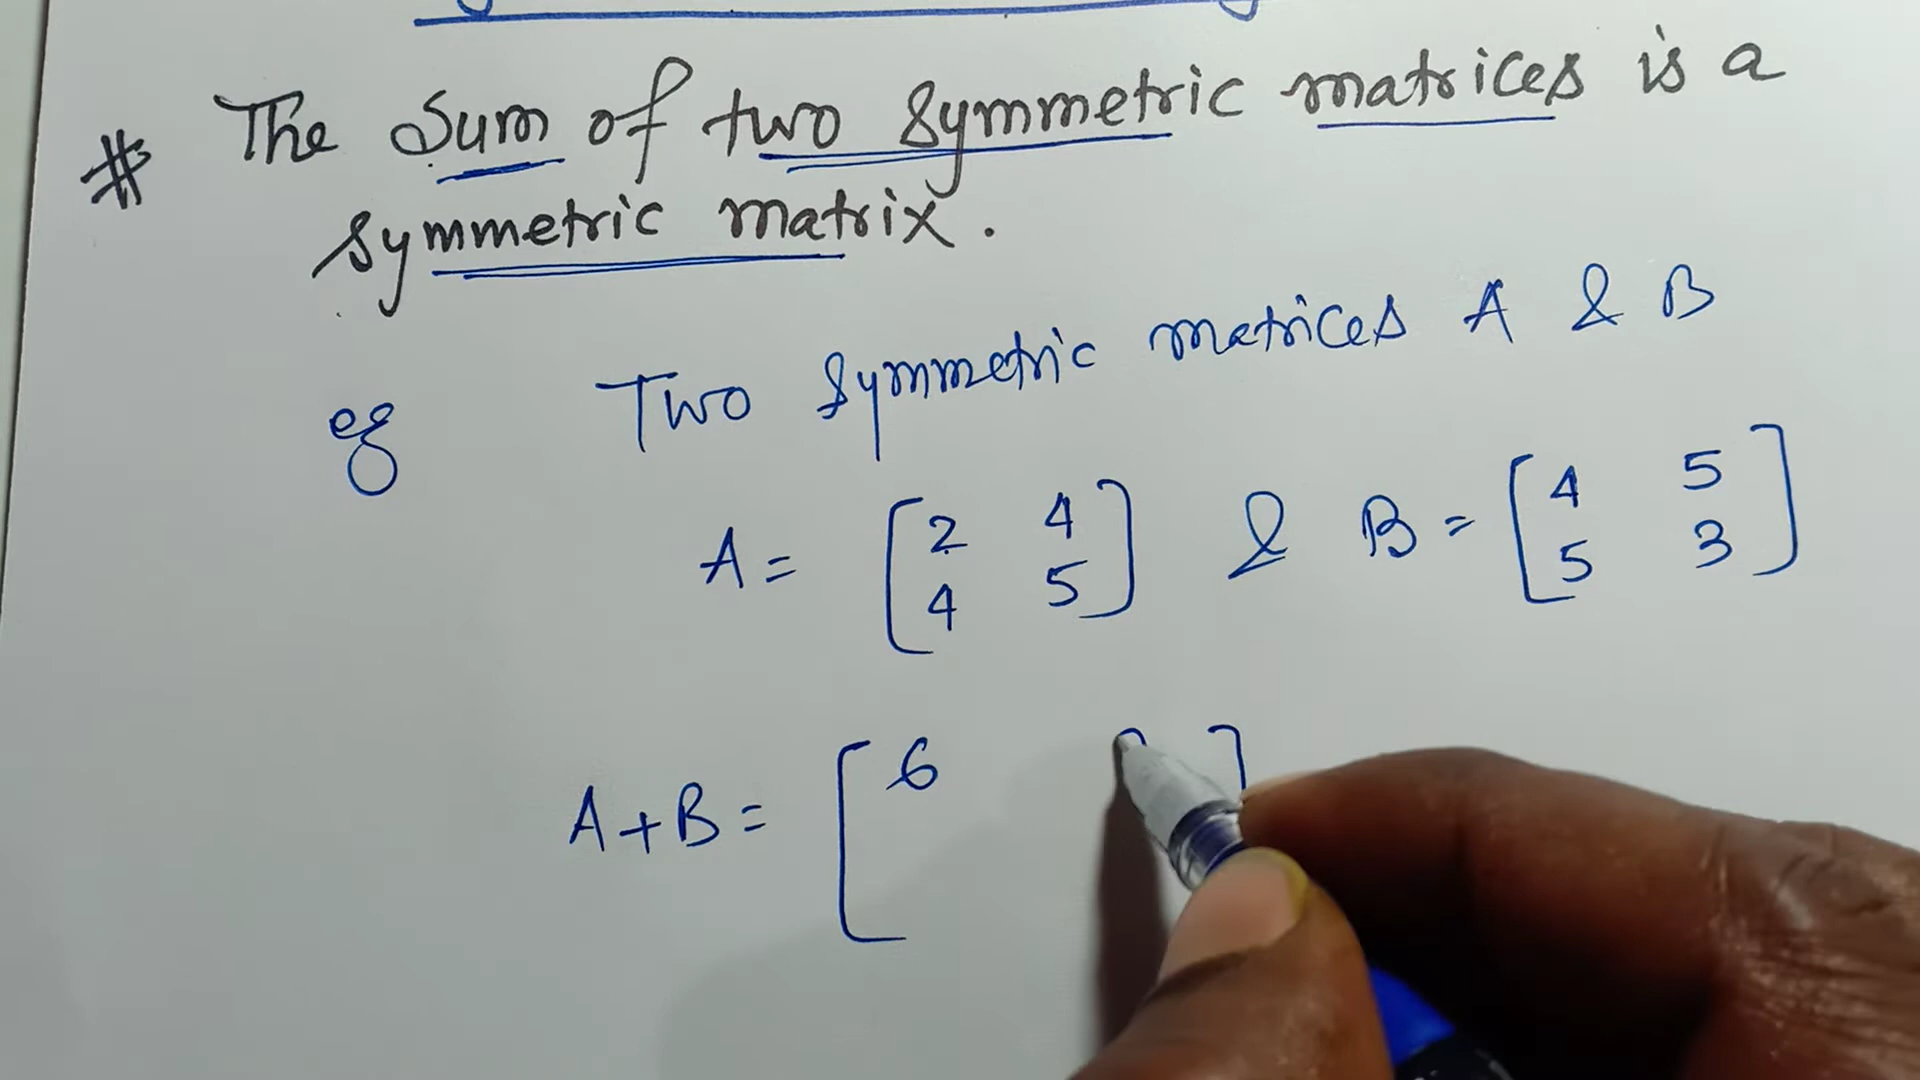 # The Sum of two symmetric matrices is a
symmetric matrix.
eg Two symmetric matrices A & B
A = [2 4 & B = [4 5
4 5] 5 3]
A+B = [6 ]